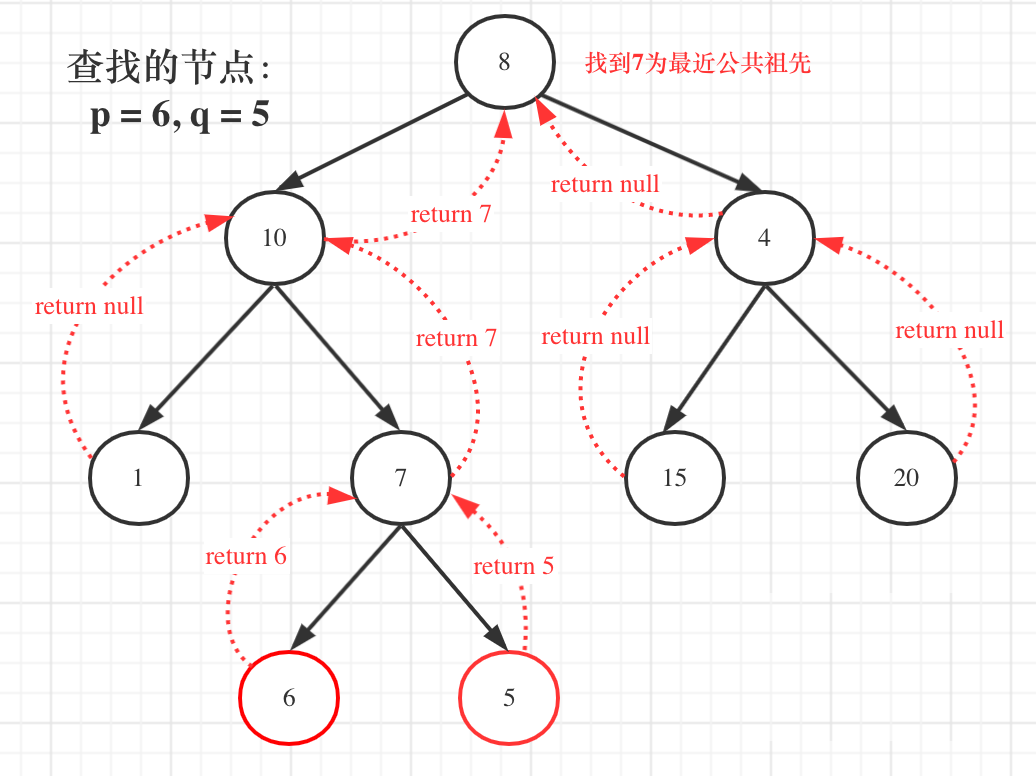 8
查找的节点:
p = 6, q = 5
找到7为最近公共祖先
return null
return 7
10
4
return null
return 7
return null
return null
1
7
15
20
return 6
return 5
6
5